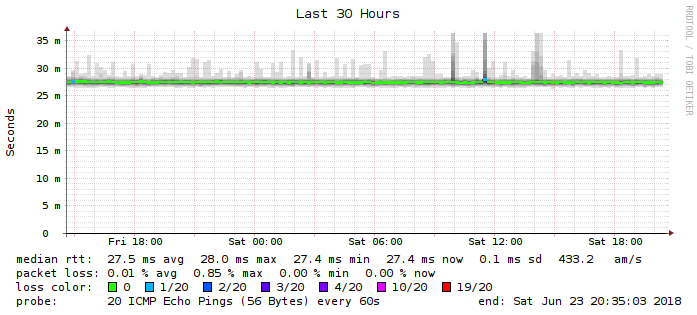 Last 30 Hours
RRDTOOL / TOBI OETIKER
Seconds
35 m
30 m
25 m
20 m
15 m
10 m
5 m
0
Fri 18:00 Sat 00:00 Sat 06:00 Sat 12:00 Sat 18:00
median rtt: 27.5 ms avg 28.0 ms max 27.4 ms min 27.4 ms now 0.1 ms sd 433.2 am/s
packet loss: 0.01 % avg 0.85 % max 0.00 % min 0.00 % now
loss color: 0 1/20 2/20 3/20 4/20 10/20 19/20
probe: 20 ICMP Echo Pings (56 Bytes) every 60s end: Sat Jun 23 20:35:03 2018